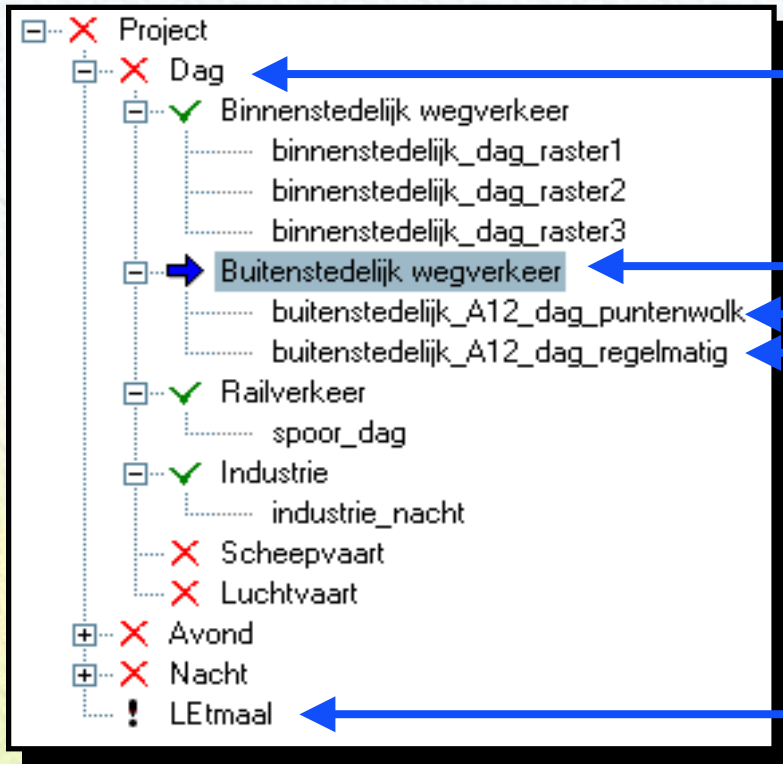 Project
Dag
Binnenstedelijk wegverkeer
binnenstedelijk_dag_raster1
binnenstedelijk_dag_raster2
binnenstedelijk_dag_raster3
Buitenstedelijk wegverkeer
buitenstedelijk_A12_dag_puntenwolk
buitenstedelijk_A12_dag_regelmatig
Railverkeer
spoor_dag
Industrie
industrie_nacht
Scheepvaart
Luchtvaart
Avond
Nacht
LEtmaal